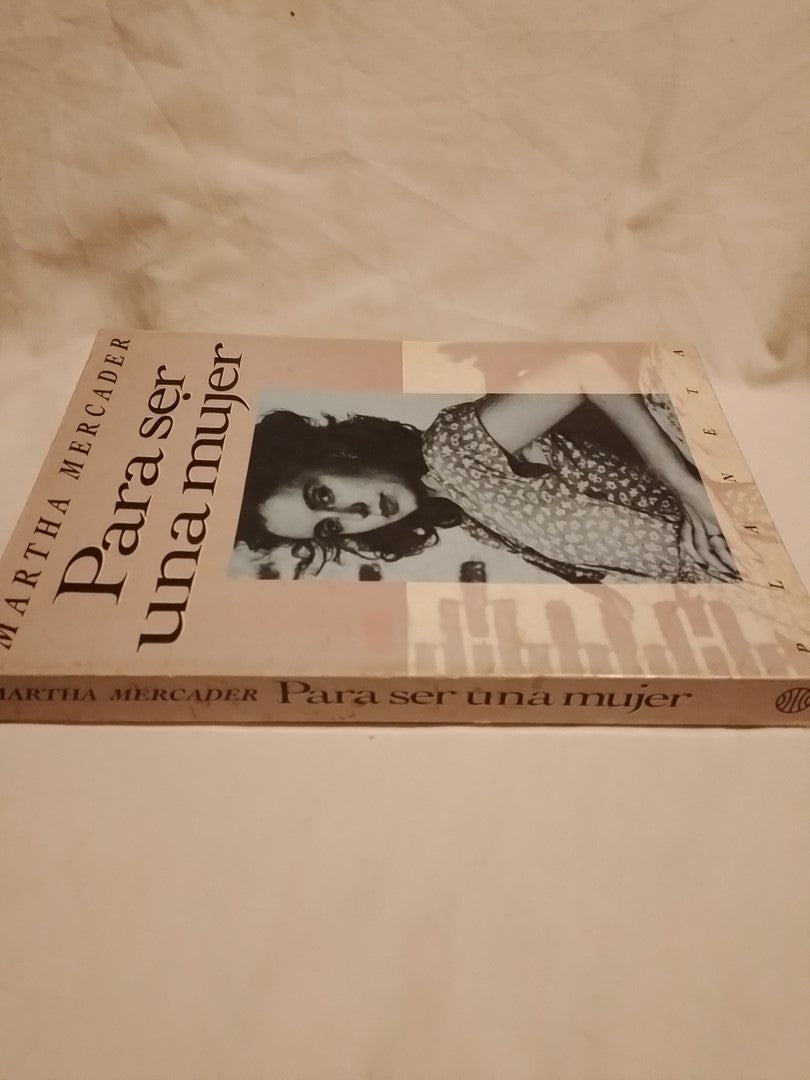 MARTHA MERCADER
Para ser
una mujer
PLANETA
MARTHA MERCADER Para ser una mujer